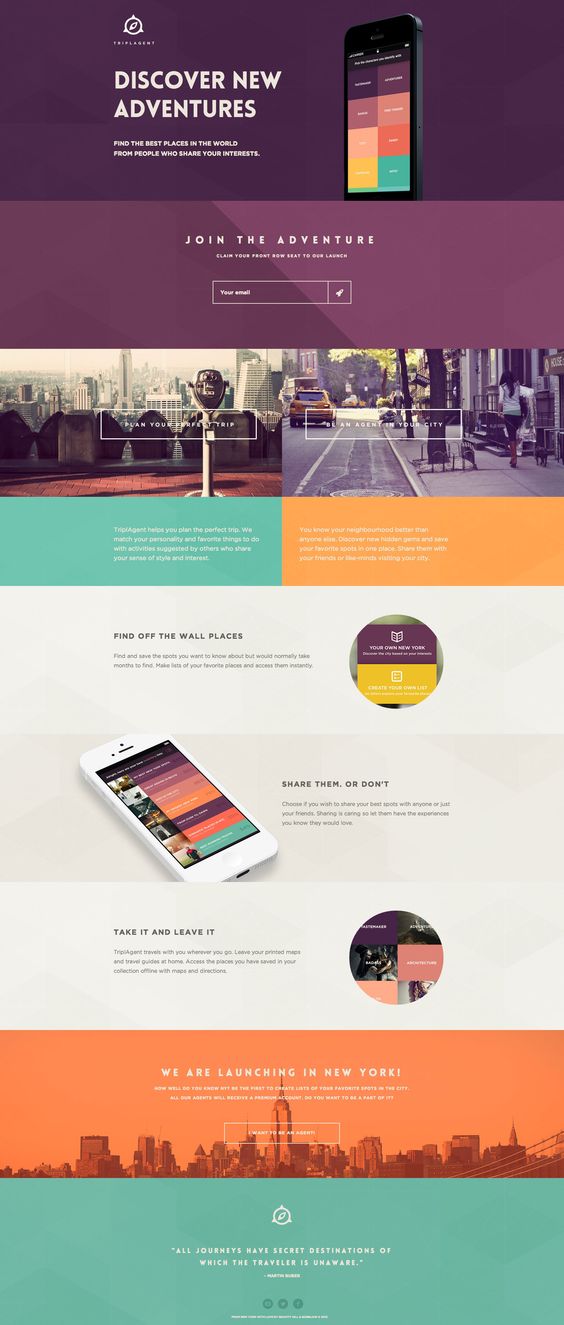 TRIPLAGENT
DISCOVER NEW
ADVENTURES
FIND THE BEST PLACES IN THE WORLD
FROM PEOPLE WHO SHARE YOUR INTERESTS.
Pick the characters you identify with
TASTEMAKER
ADVENTURER
JOIN THE ADVENTURE
CLAIM YOUR FRONT ROW SEAT TO OUR LAUNCH
Your email
PLAN YOUR PERFECT TRIP
BE AN AGENT IN YOUR CITY
TriplAgent helps you plan the perfect trip. We
match your personality and favorite things to do
with activities suggested by others who share
your sense of style and interest.
You know your neighbourhood better than
anyone else. Discover new hidden gems and save
your favorite spots in one place. Share them with
your friends or like-minds visiting your city.
FIND OFF THE WALL PLACES
Find and save the spots you want to know about but would normally take
months to find. Make lists of your favorite places and access them instantly.
YOUR OWN NEW YORK
Discover the city based on your interests
CREATE YOUR OWN LIST
SHARE THEM. OR DON'T
Choose if you wish to share your best spots with anyone or just
your friends. Sharing is caring so let them have the experiences
you know they would love.
TAKE IT AND LEAVE IT
TriplAgent travels with you wherever you go. Leave your printed maps
and travel guides at home. Access the places you have saved in your
collection offline with maps and directions.
TASTEMAKER
BADASS
ARCHITECTURE
WE ARE LAUNCHING IN NEW YORK!
HOW WELL DO YOU KNOW NY? BE THE FIRST TO CREATE LISTS OF YOUR FAVORITE SPOTS IN THE CITY.
ALL OUR AGENTS WILL RECEIVE A PREMIUM ACCOUNT. DO YOU WANT TO BE A PART OF IT?
I WANT TO BE AN AGENT!
"ALL JOURNEYS HAVE SECRET DESTINATIONS OF
WHICH THE TRAVELER IS UNAWARE."
- MARTIN BUBER